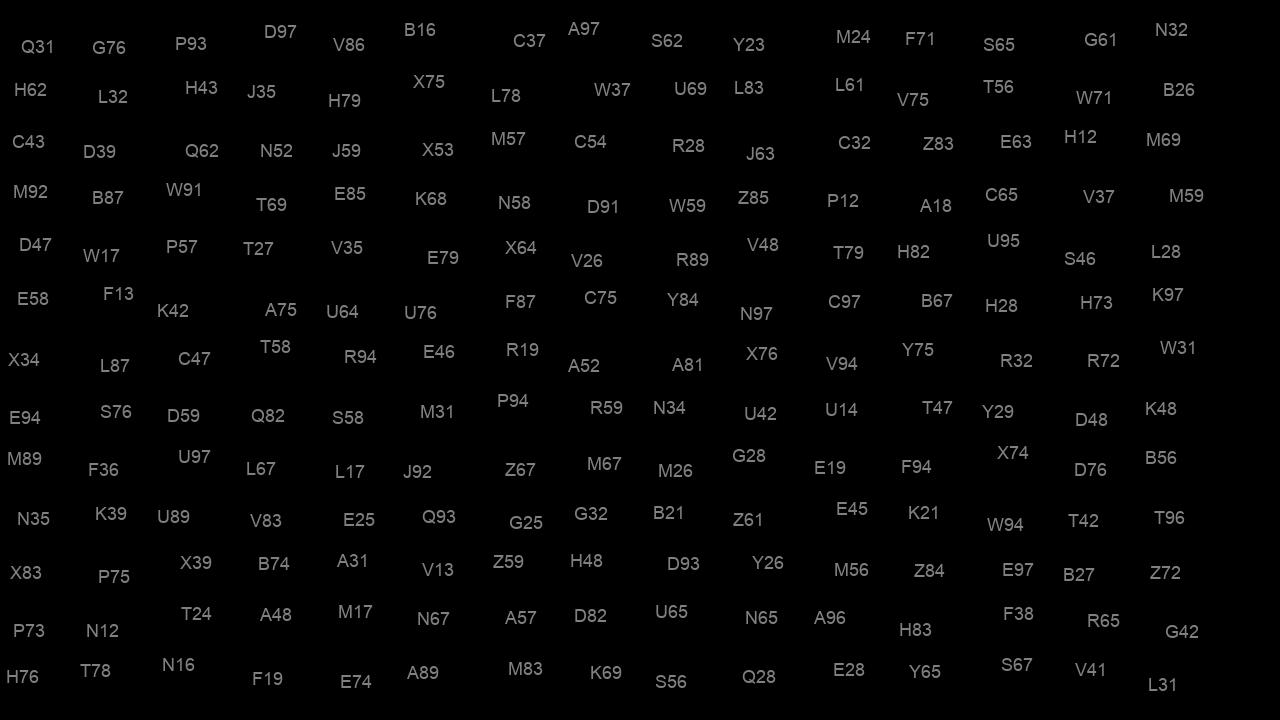 Q31 G76 P93 D97 V86 B16 C37 A97 S62 Y23 M24 F71 S65 G61 N32
H62 L32 H43 J35 H79 X75 L78 W37 U69 L83 L61 V75 T56 W71 B26
C43 D39 Q62 N52 J59 X53 M57 C54 R28 J63 C32 Z83 E63 H12 M69
M92 B87 W91 T69 E85 K68 N58 D91 W59 Z85 P12 A18 C65 V37 M59
D47 W17 P57 T27 V35 E79 X64 V26 R89 V48 T79 H82 U95 S46 L28
E58 F13 K42 A75 U64 U76 F87 C75 Y84 N97 C97 B67 H28 H73 K97
X34 L87 C47 T58 R94 E46 R19 A52 A81 X76 V94 Y75 R32 R72 W31
E94 S76 D59 Q82 S58 M31 P94 R59 N34 U42 U14 T47 Y29 D48 K48
M89 F36 U97 L67 L17 J92 Z67 M67 M26 G28 E19 F94 X74 D76 B56
N35 K39 U89 V83 E25 Q93 G25 G32 B21 Z61 E45 K21 W94 T42 T96
X83 P75 X39 B74 A31 V13 Z59 H48 D93 Y26 M56 Z84 E97 B27 Z72
P73 N12 T24 A48 M17 N67 A57 D82 U65 N65 A96 H83 F38 R65 G42
H76 T78 N16 F19 E74 A89 M83 K69 S56 Q28 E28 Y65 S67 V41 L31